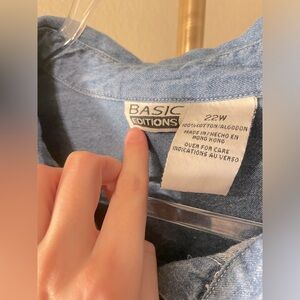 BASIC
EDITIONS
22W
100% COTTON/ALGODON
MADE IN/HECHO EN
HONG KONG
OVER FOR CARE
INDICATIONS AU VERSO